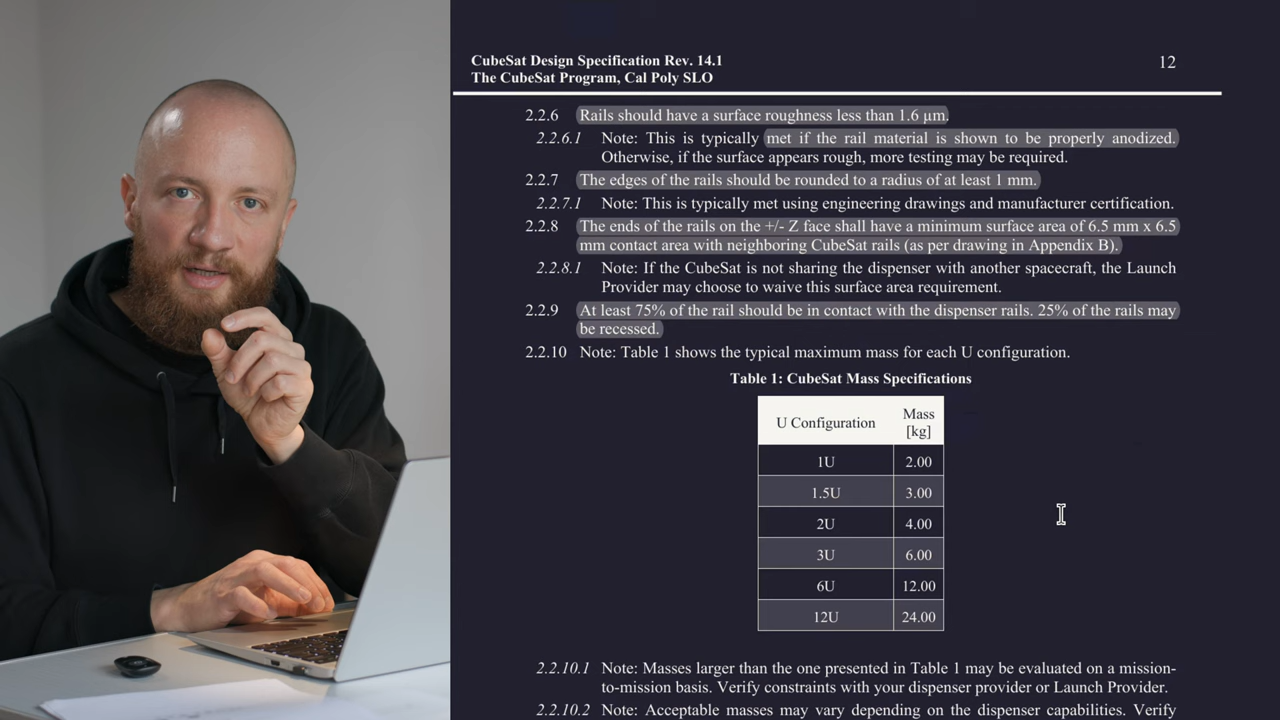 CubeSat Design Specification Rev. 14.1
The CubeSat Program, Cal Poly SLO
12
2.2.6 Rails should have a surface roughness less than 1.6 μm.
2.2.6.1 Note: This is typically met if the rail material is shown to be properly anodized.
Otherwise, if the surface appears rough, more testing may be required.
2.2.7 The edges of the rails should be rounded to a radius of at least 1 mm.
2.2.7.1 Note: This is typically met using engineering drawings and manufacturer certification.
2.2.8 The ends of the rails on the +/- Z face shall have a minimum surface area of 6.5 mm x 6.5
mm contact area with neighboring CubeSat rails (as per drawing in Appendix B).
2.2.8.1 Note: If the CubeSat is not sharing the dispenser with another spacecraft, the Launch
Provider may choose to waive this surface area requirement.
2.2.9 At least 75% of the rail should be in contact with the dispenser rails. 25% of the rails may
be recessed.
2.2.10 Note: Table 1 shows the typical maximum mass for each U configuration.
Table 1: CubeSat Mass Specifications
U Configuration Mass
[kg]
1U 2.00
1.5U 3.00
2U 4.00
3U 6.00
6U 12.00
12U 24.00
2.2.10.1 Note: Masses larger than the one presented in Table 1 may be evaluated on a mission-
to-mission basis. Verify constraints with your dispenser provider or Launch Provider.
2.2.10.2 Note: Acceptable masses may vary depending on the dispenser capabilities. Verify